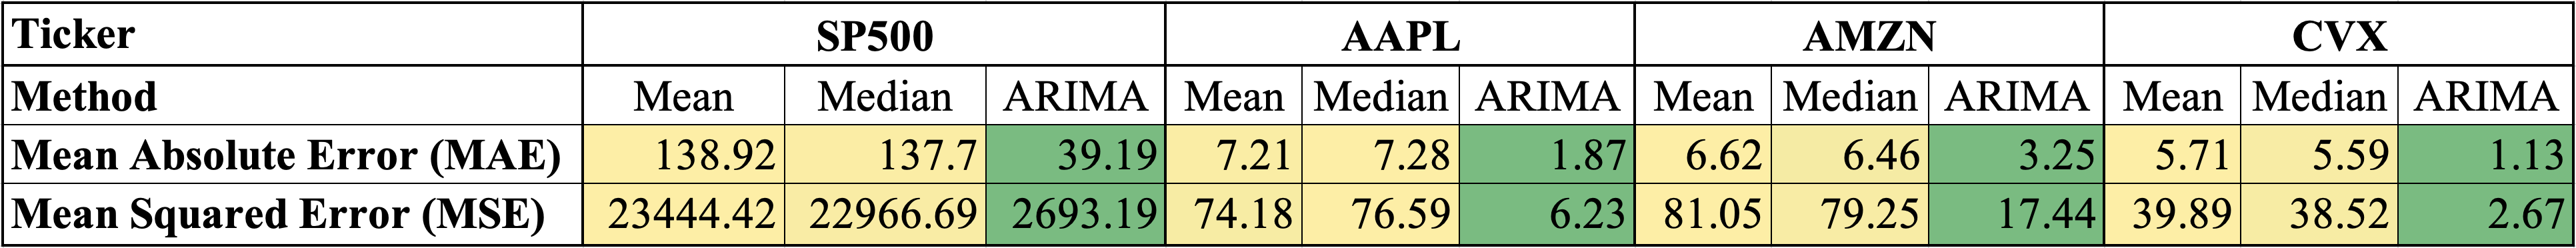 Ticker SP500 AAPL AMZN CVX
Method Mean Median ARIMA Mean Median ARIMA Mean Median ARIMA Mean Median ARIMA
Mean Absolute Error (MAE) 138.92 137.7 39.19 7.21 7.28 1.87 6.62 6.46 3.25 5.71 5.59 1.13
Mean Squared Error (MSE) 23444.42 22966.69 2693.19 74.18 76.59 6.23 81.05 79.25 17.44 39.89 38.52 2.67